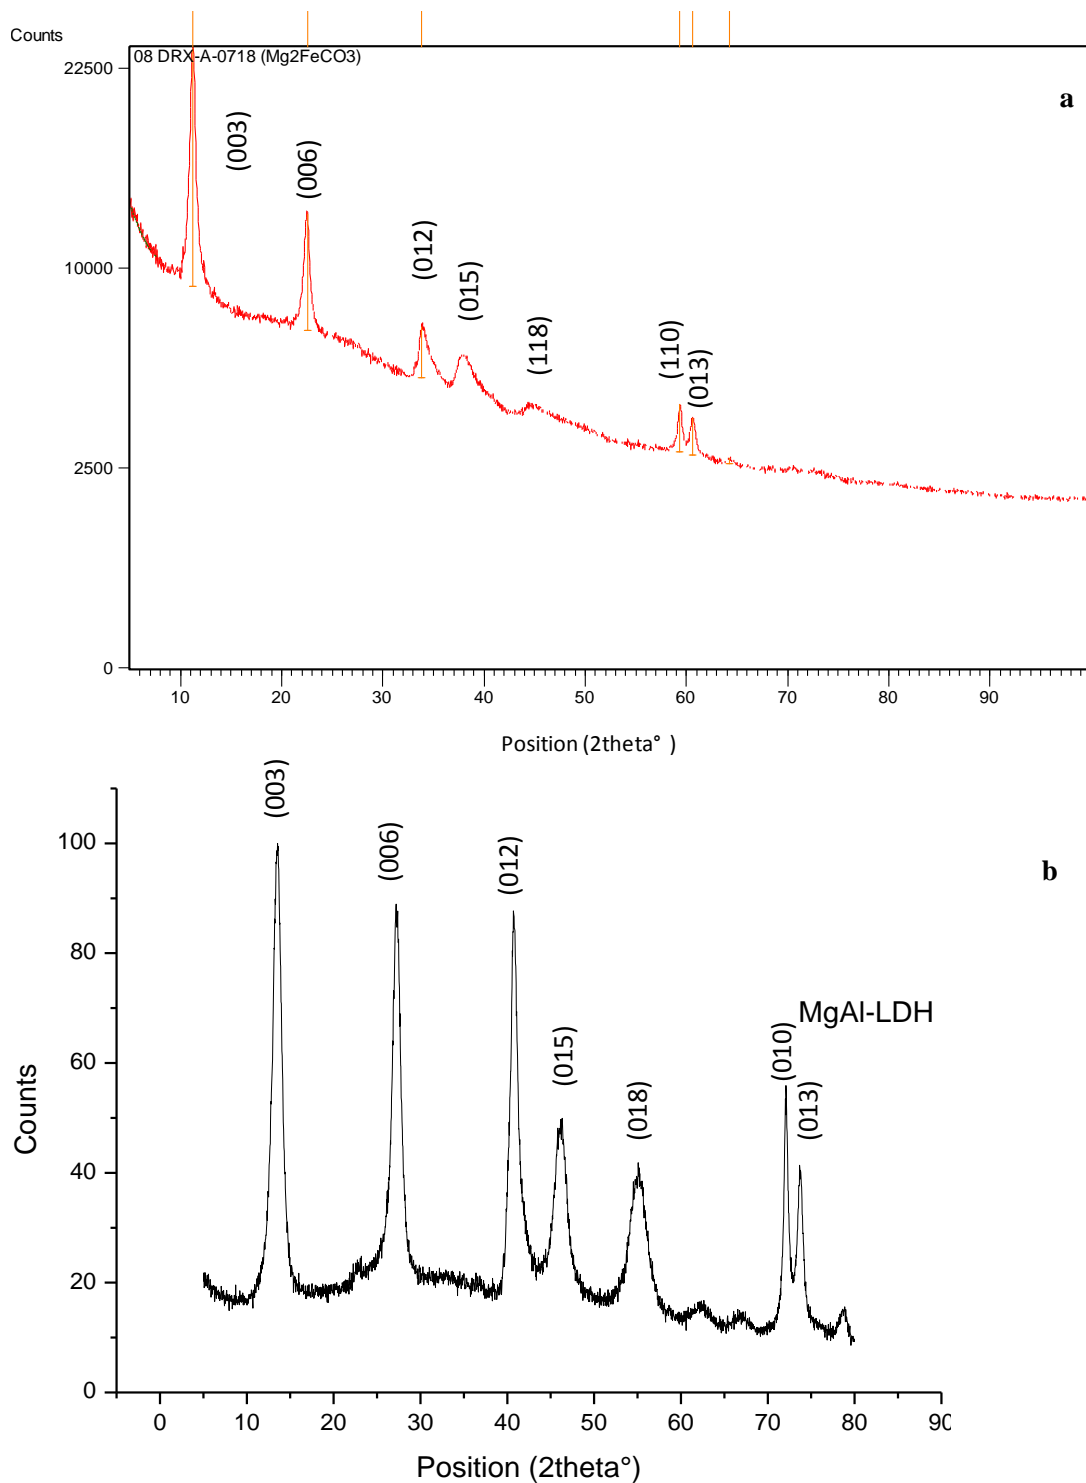 Counts
08 DRX-A-0718 (Mg2FeCO3)
a
22500
10000
2500
0
(003)
(006)
(012)
(015)
(118)
(110)
(013)
10 20 30 40 50 60 70 80 90
Position (2theta° )
b
MgAl-LDH
(003)
(006)
(012)
(015)
(018)
(010)
(013)
Counts
100
80
60
40
20
0
0 10 20 30 40 50 60 70 80 90
Position (2theta°)